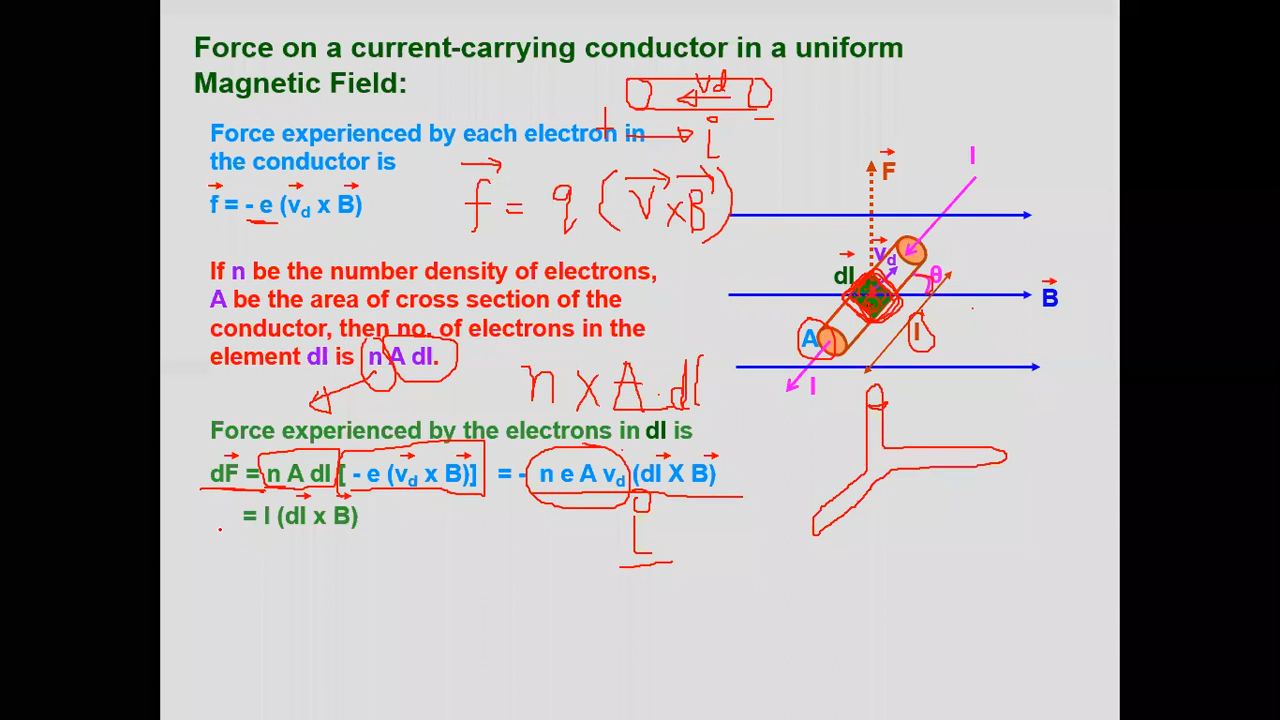 Force on a current-carrying conductor in a uniform
Magnetic Field:
vd
+ –
i
Force experienced by each electron in
the conductor is
f = - e (vd x B)
f = q (V x B)
If n be the number density of electrons,
A be the area of cross section of the
conductor, then no. of electrons in the
element dl is n A dl.
n x A.dl
Force experienced by the electrons in dl is
dF = n A dl [ - e (vd x B)] = - n e A vd (dl X B)
i
= I (dl x B)
I
F
vd
dl
θ
B
A
l
I